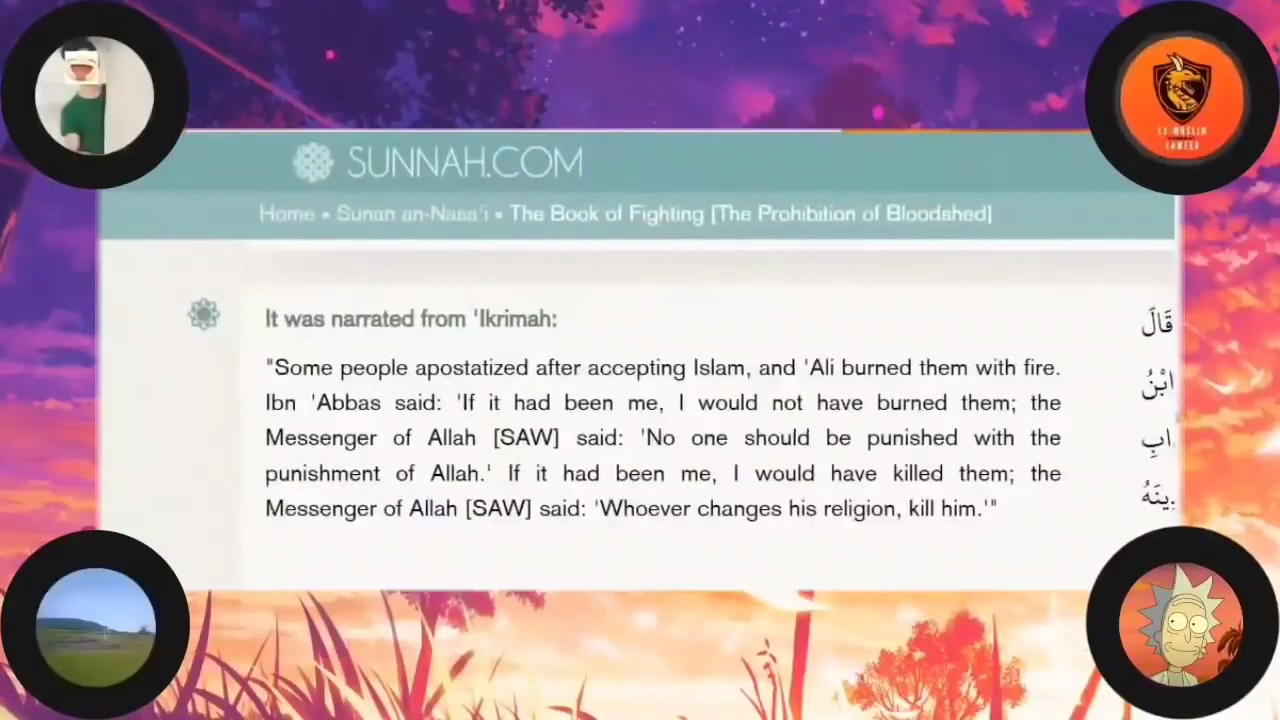 SUNNAH.COM
Home • Sunan an-Nasa'i • The Book of Fighting [The Prohibition of Bloodshed]
It was narrated from 'Ikrimah:
"Some people apostatized after accepting Islam, and 'Ali burned them with fire.
Ibn 'Abbas said: 'If it had been me, I would not have burned them; the
Messenger of Allah [SAW] said: 'No one should be punished with the
punishment of Allah.' If it had been me, I would have killed them; the
Messenger of Allah [SAW] said: 'Whoever changes his religion, kill him.'"
قَالَ
ابْنُ
EX MUSLIM
SAMEER